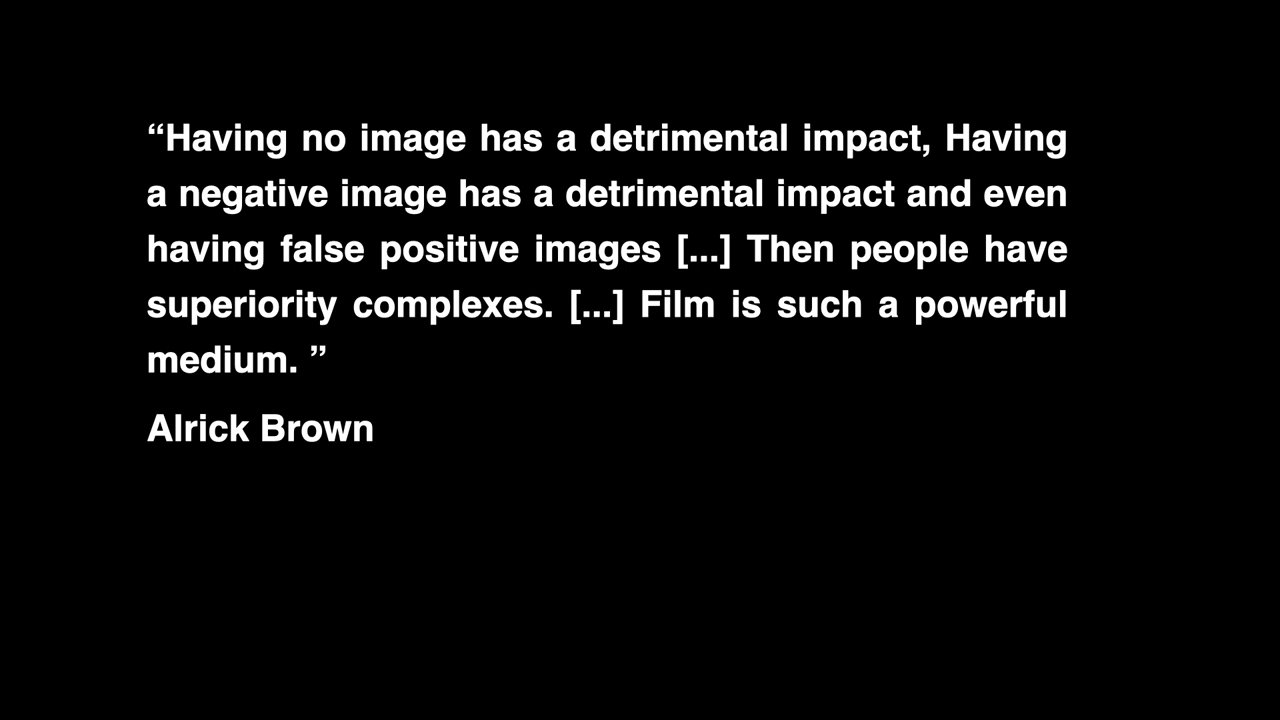 “Having no image has a detrimental impact, Having
a negative image has a detrimental impact and even
having false positive images [...] Then people have
superiority complexes. [...] Film is such a powerful
medium. ”
Alrick Brown